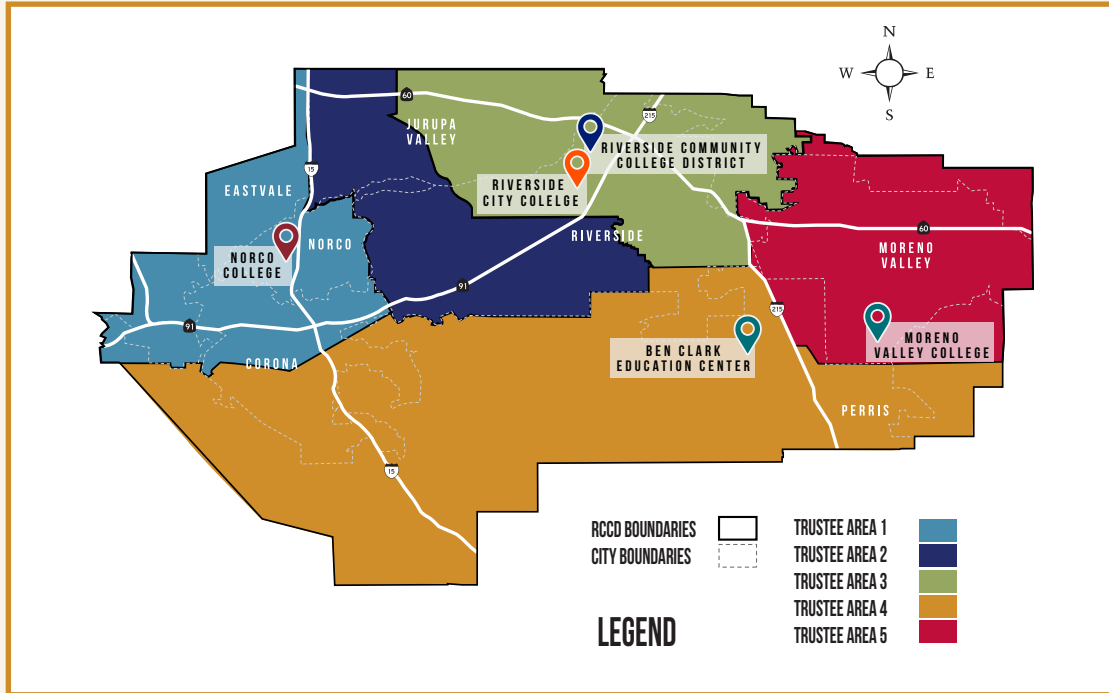 N
W
E
S
60
215
JURUPA
VALLEY
RIVERSIDE COMMUNITY
COLLEGE DISTRICT
15
RIVERSIDE
CITY COLELGE
EASTVALE
NORCO
RIVERSIDE
60
NORCO
COLLEGE
MORENO
VALLEY
91
215
91
BEN CLARK
EDUCATION CENTER
MORENO
VALLEY COLLEGE
CORONA
PERRIS
15
RCCD BOUNDARIES
CITY BOUNDARIES
LEGEND
TRUSTEE AREA 1
TRUSTEE AREA 2
TRUSTEE AREA 3
TRUSTEE AREA 4
TRUSTEE AREA 5